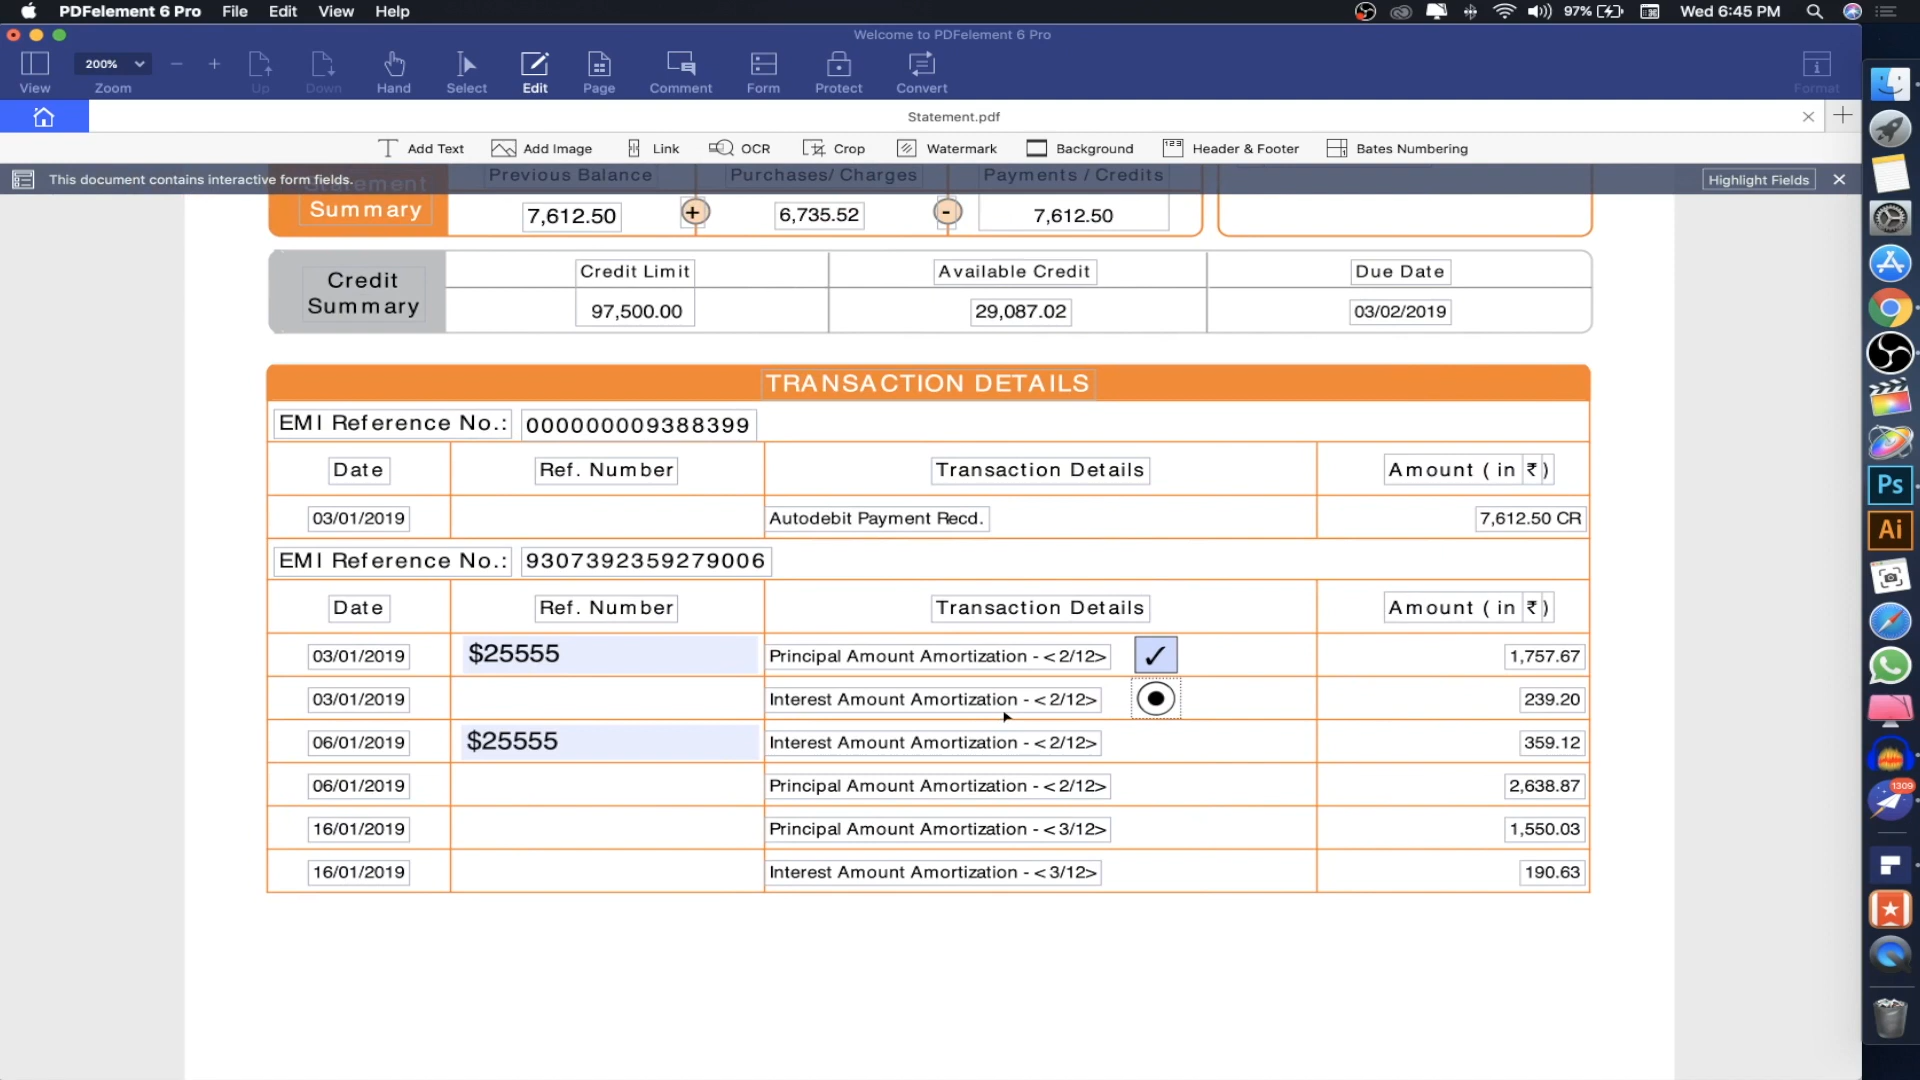 PDFelement 6 Pro File Edit View Help 97% Wed 6:45 PM
Welcome to PDFelement 6 Pro
200%
View Zoom Up Down Hand Select Edit Page Comment Form Protect Convert Format
Statement.pdf
Add Text Add Image Link OCR Crop Watermark Background Header & Footer Bates Numbering
This document contains interactive form fields. Highlight Fields
Statement Previous Balance Purchases/ Charges Payments / Credits
Summary 7,612.50 + 6,735.52 - 7,612.50
Credit Limit Available Credit Due Date
Credit
Summary 97,500.00 29,087.02 03/02/2019
TRANSACTION DETAILS
EMI Reference No.: 000000009388399
Date Ref. Number Transaction Details Amount ( in ₹ )
03/01/2019 Autodebit Payment Recd. 7,612.50 CR
EMI Reference No.: 9307392359279006
Date Ref. Number Transaction Details Amount ( in ₹ )
03/01/2019 $25555 Principal Amount Amortization - <2/12> ✓ 1,757.67
03/01/2019 Interest Amount Amortization - <2/12> 239.20
06/01/2019 $25555 Interest Amount Amortization - <2/12> 359.12
06/01/2019 Principal Amount Amortization - <2/12> 2,638.87
16/01/2019 Principal Amount Amortization - <3/12> 1,550.03
16/01/2019 Interest Amount Amortization - <3/12> 190.63
Ps
Ai
1309